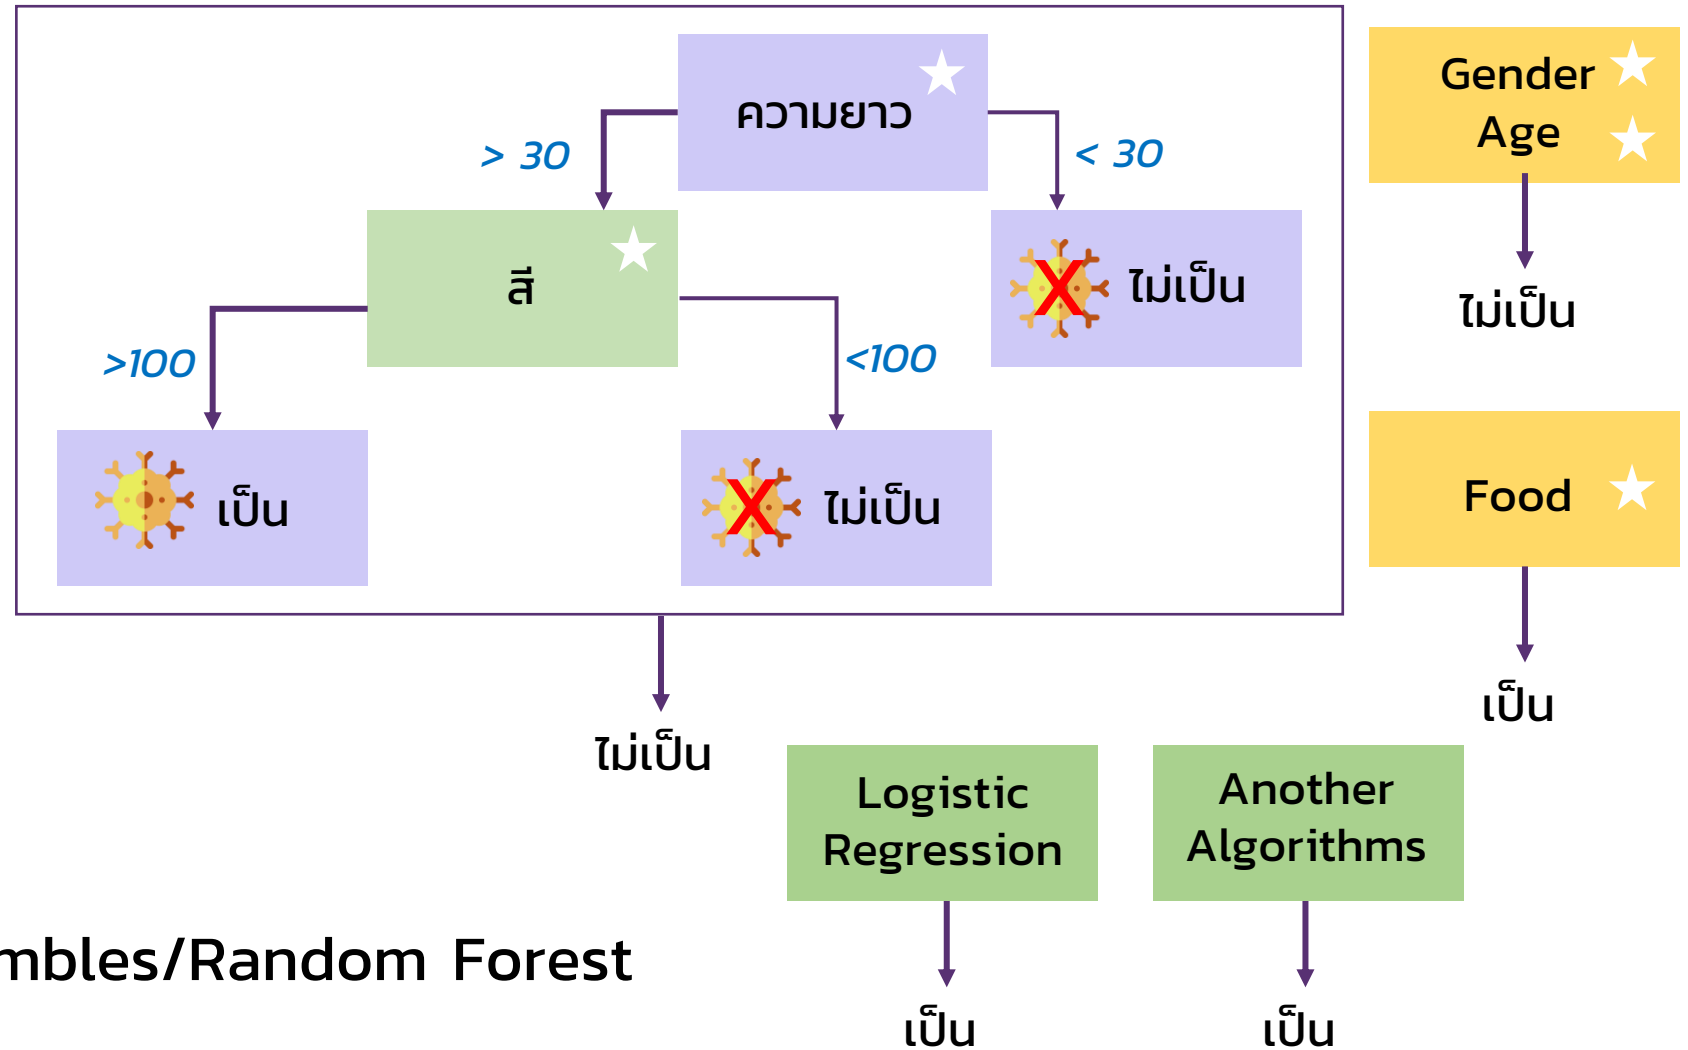 ความยาว
> 30
< 30
Gender
Age
สี
ไม่เป็น
ไม่เป็น
>100
<100
เป็น
ไม่เป็น
Food
เป็น
ไม่เป็น
Logistic
Regression
Another
Algorithms
mbles/Random Forest
เป็น
เป็น